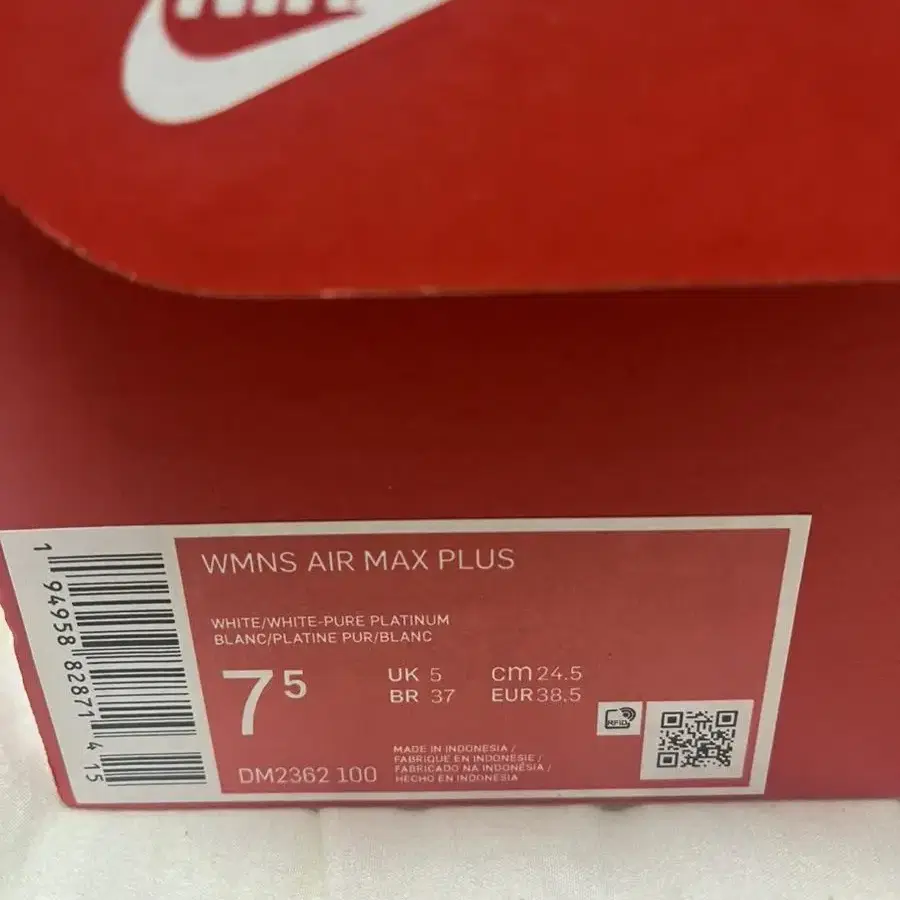 WMNS AIR MAX PLUS
WHITE/WHITE-PURE PLATINUM
BLANC/PLATINE PUR/BLANC
7⁵
UK 5 cm 24.5
BR 37 EUR 38.5
DM2362 100
MADE IN INDONESIA /
FABRIQUE EN INDONESIE /
FABRICADO NA INDONÉSIA /
HECHO EN INDONESIA
RFID
1 94958 82871 4 15